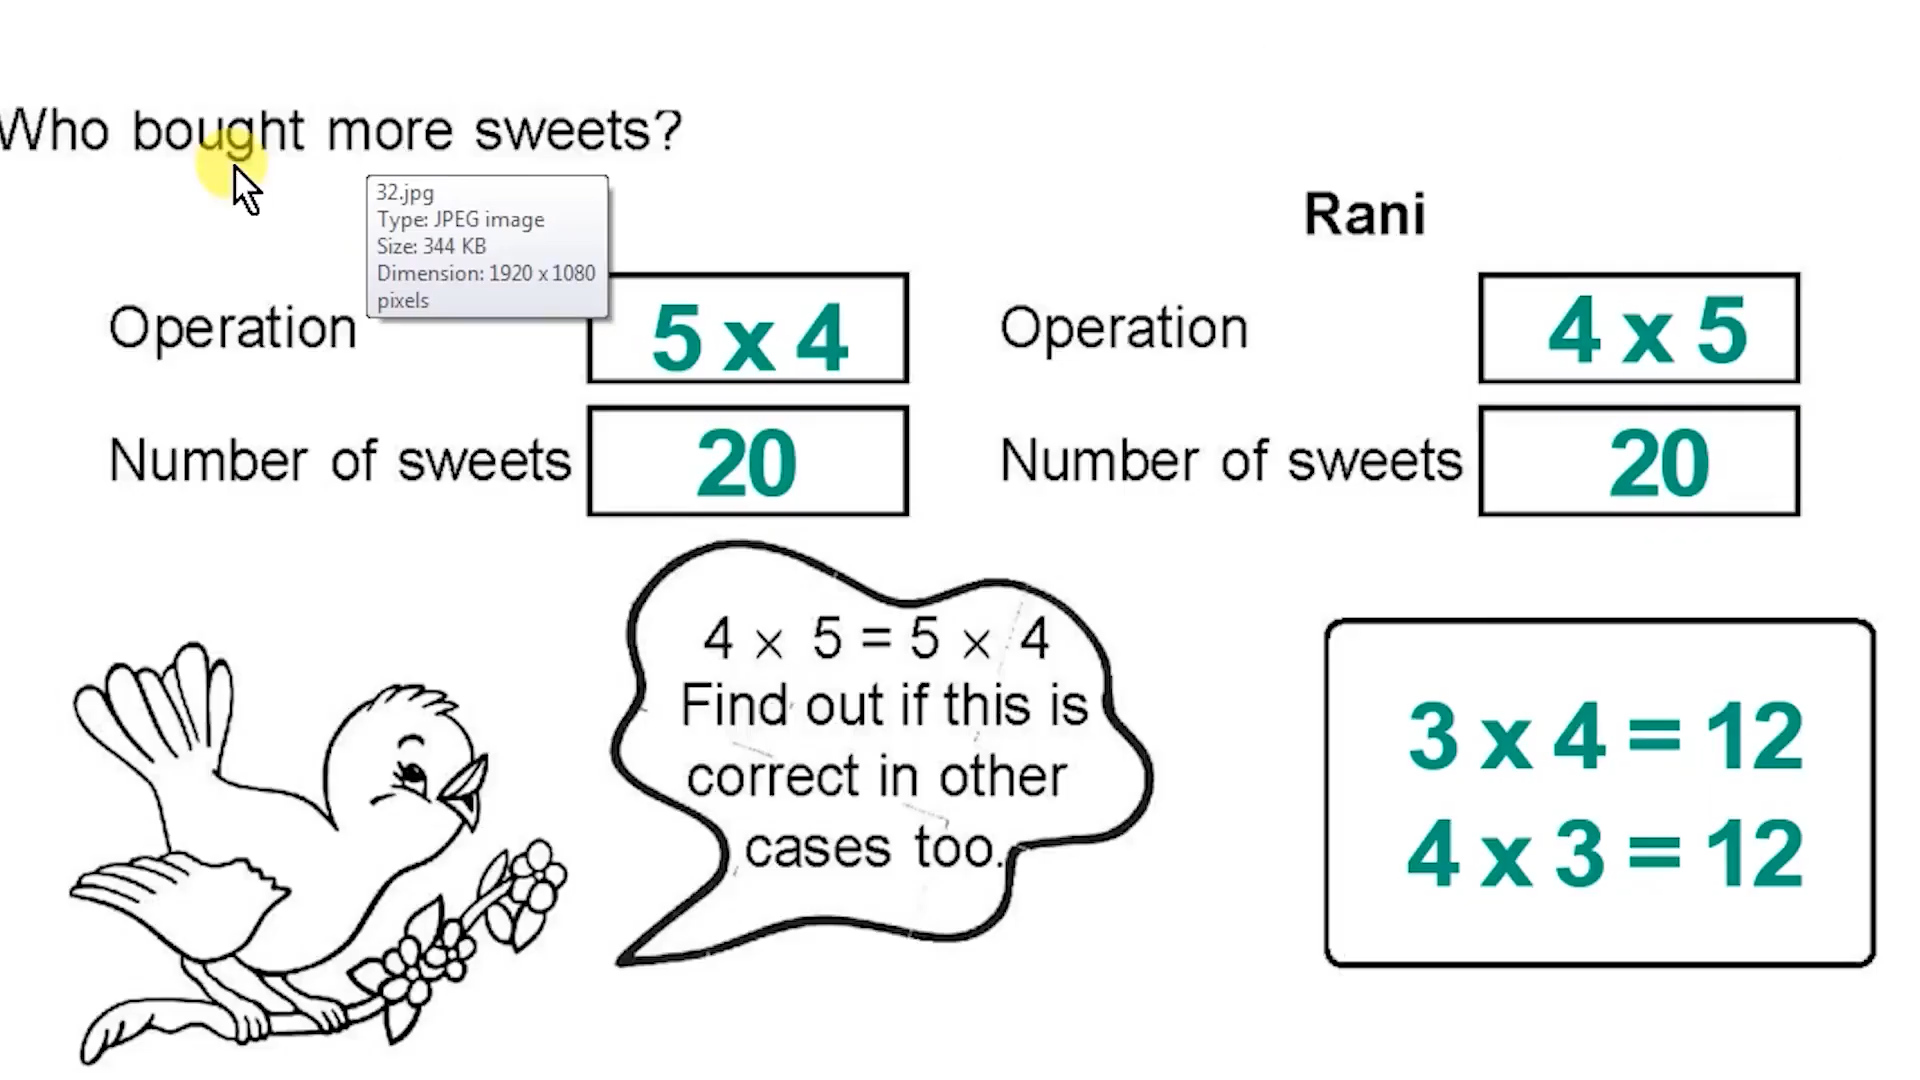 Who bought more sweets?
32.jpg
Type: JPEG image
Size: 344 KB
Dimension: 1920 x 1080
pixels
Rani
Operation 5 x 4
Operation 4 x 5
Number of sweets 20
Number of sweets 20
4 × 5 = 5 × 4
Find out if this is
correct in other
cases too.
3 x 4 = 12
4 x 3 = 12